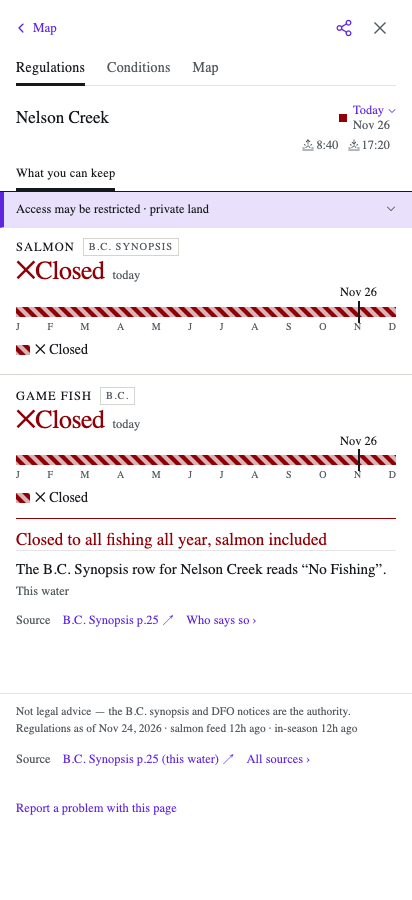 Map
Regulations Conditions Map
Nelson Creek
Today
Nov 26
8:40 17:20
What you can keep
Access may be restricted · private land
SALMON B.C. SYNOPSIS
Closed today
Nov 26
J F M A M J J A S O N D
Closed
GAME FISH B.C.
Closed today
Nov 26
J F M A M J J A S O N D
Closed
Closed to all fishing all year, salmon included
The B.C. Synopsis row for Nelson Creek reads “No Fishing”.
This water
Source B.C. Synopsis p.25 ↗ Who says so ›
Not legal advice — the B.C. synopsis and DFO notices are the authority.
Regulations as of Nov 24, 2026 · salmon feed 12h ago · in-season 12h ago
Source B.C. Synopsis p.25 (this water) ↗ All sources ›
Report a problem with this page